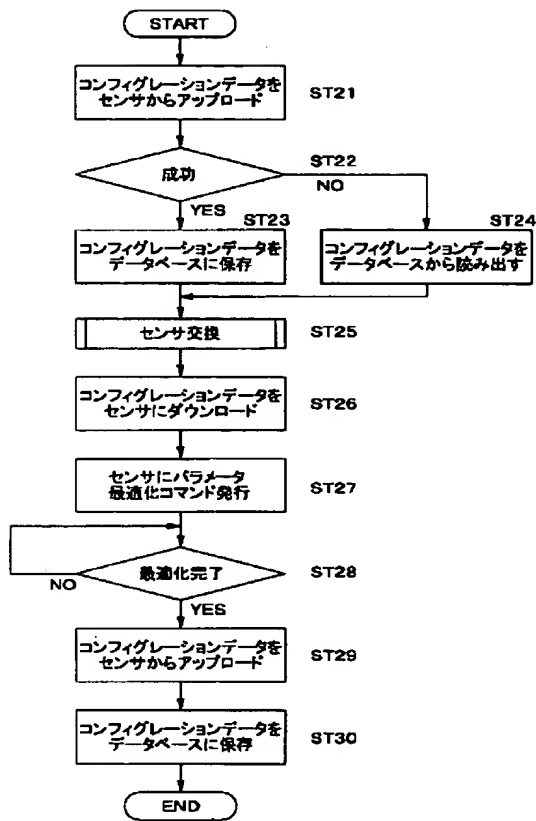 START
コンフィグレーションデータを
センサからアップロード
ST21
成功
ST22
NO
YES
ST23
コンフィグレーションデータを
データベースに保存
ST24
コンフィグレーションデータを
データベースから読み出す
センサ交換
ST25
コンフィグレーションデータを
センサにダウンロード
ST26
センサにパラメータ
最適化コマンド発行
ST27
最適化完了
ST28
NO
YES
コンフィグレーションデータを
センサからアップロード
ST29
コンフィグレーションデータを
データベースに保存
ST30
END